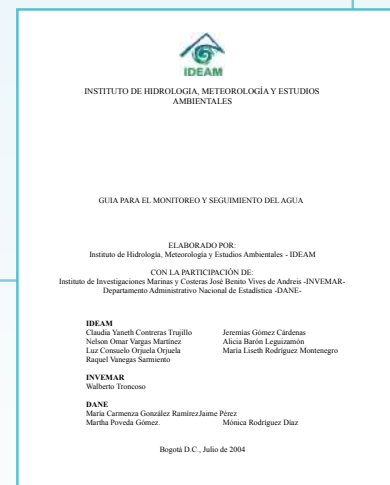 IDEAM
INSTITUTO DE HIDROLOGIA, METEOROLOGÍA Y ESTUDIOS
AMBIENTALES
GUIA PARA EL MONITOREO Y SEGUIMIENTO DEL AGUA
ELABORADO POR:
Instituto de Hidrología, Meteorología y Estudios Ambientales - IDEAM
CON LA PARTICIPACIÓN DE:
Instituto de Investigaciones Marinas y Costeras José Benito Vives de Andreis -INVEMAR-
Departamento Administrativo Nacional de Estadística -DANE-
IDEAM
Claudia Yaneth Contreras Trujillo Jeremías Gómez Cárdenas
Nelson Omar Vargas Martínez Alicia Barón Leguizamón
Luz Consuelo Orjuela Orjuela María Liseth Rodríguez Montenegro
Raquel Vanegas Sarmiento
INVEMAR
Walberto Troncoso
DANE
María Carmenza González RamírezJaime Pérez
Martha Poveda Gómez. Mónica Rodríguez Díaz
Bogotá D.C., Julio de 2004